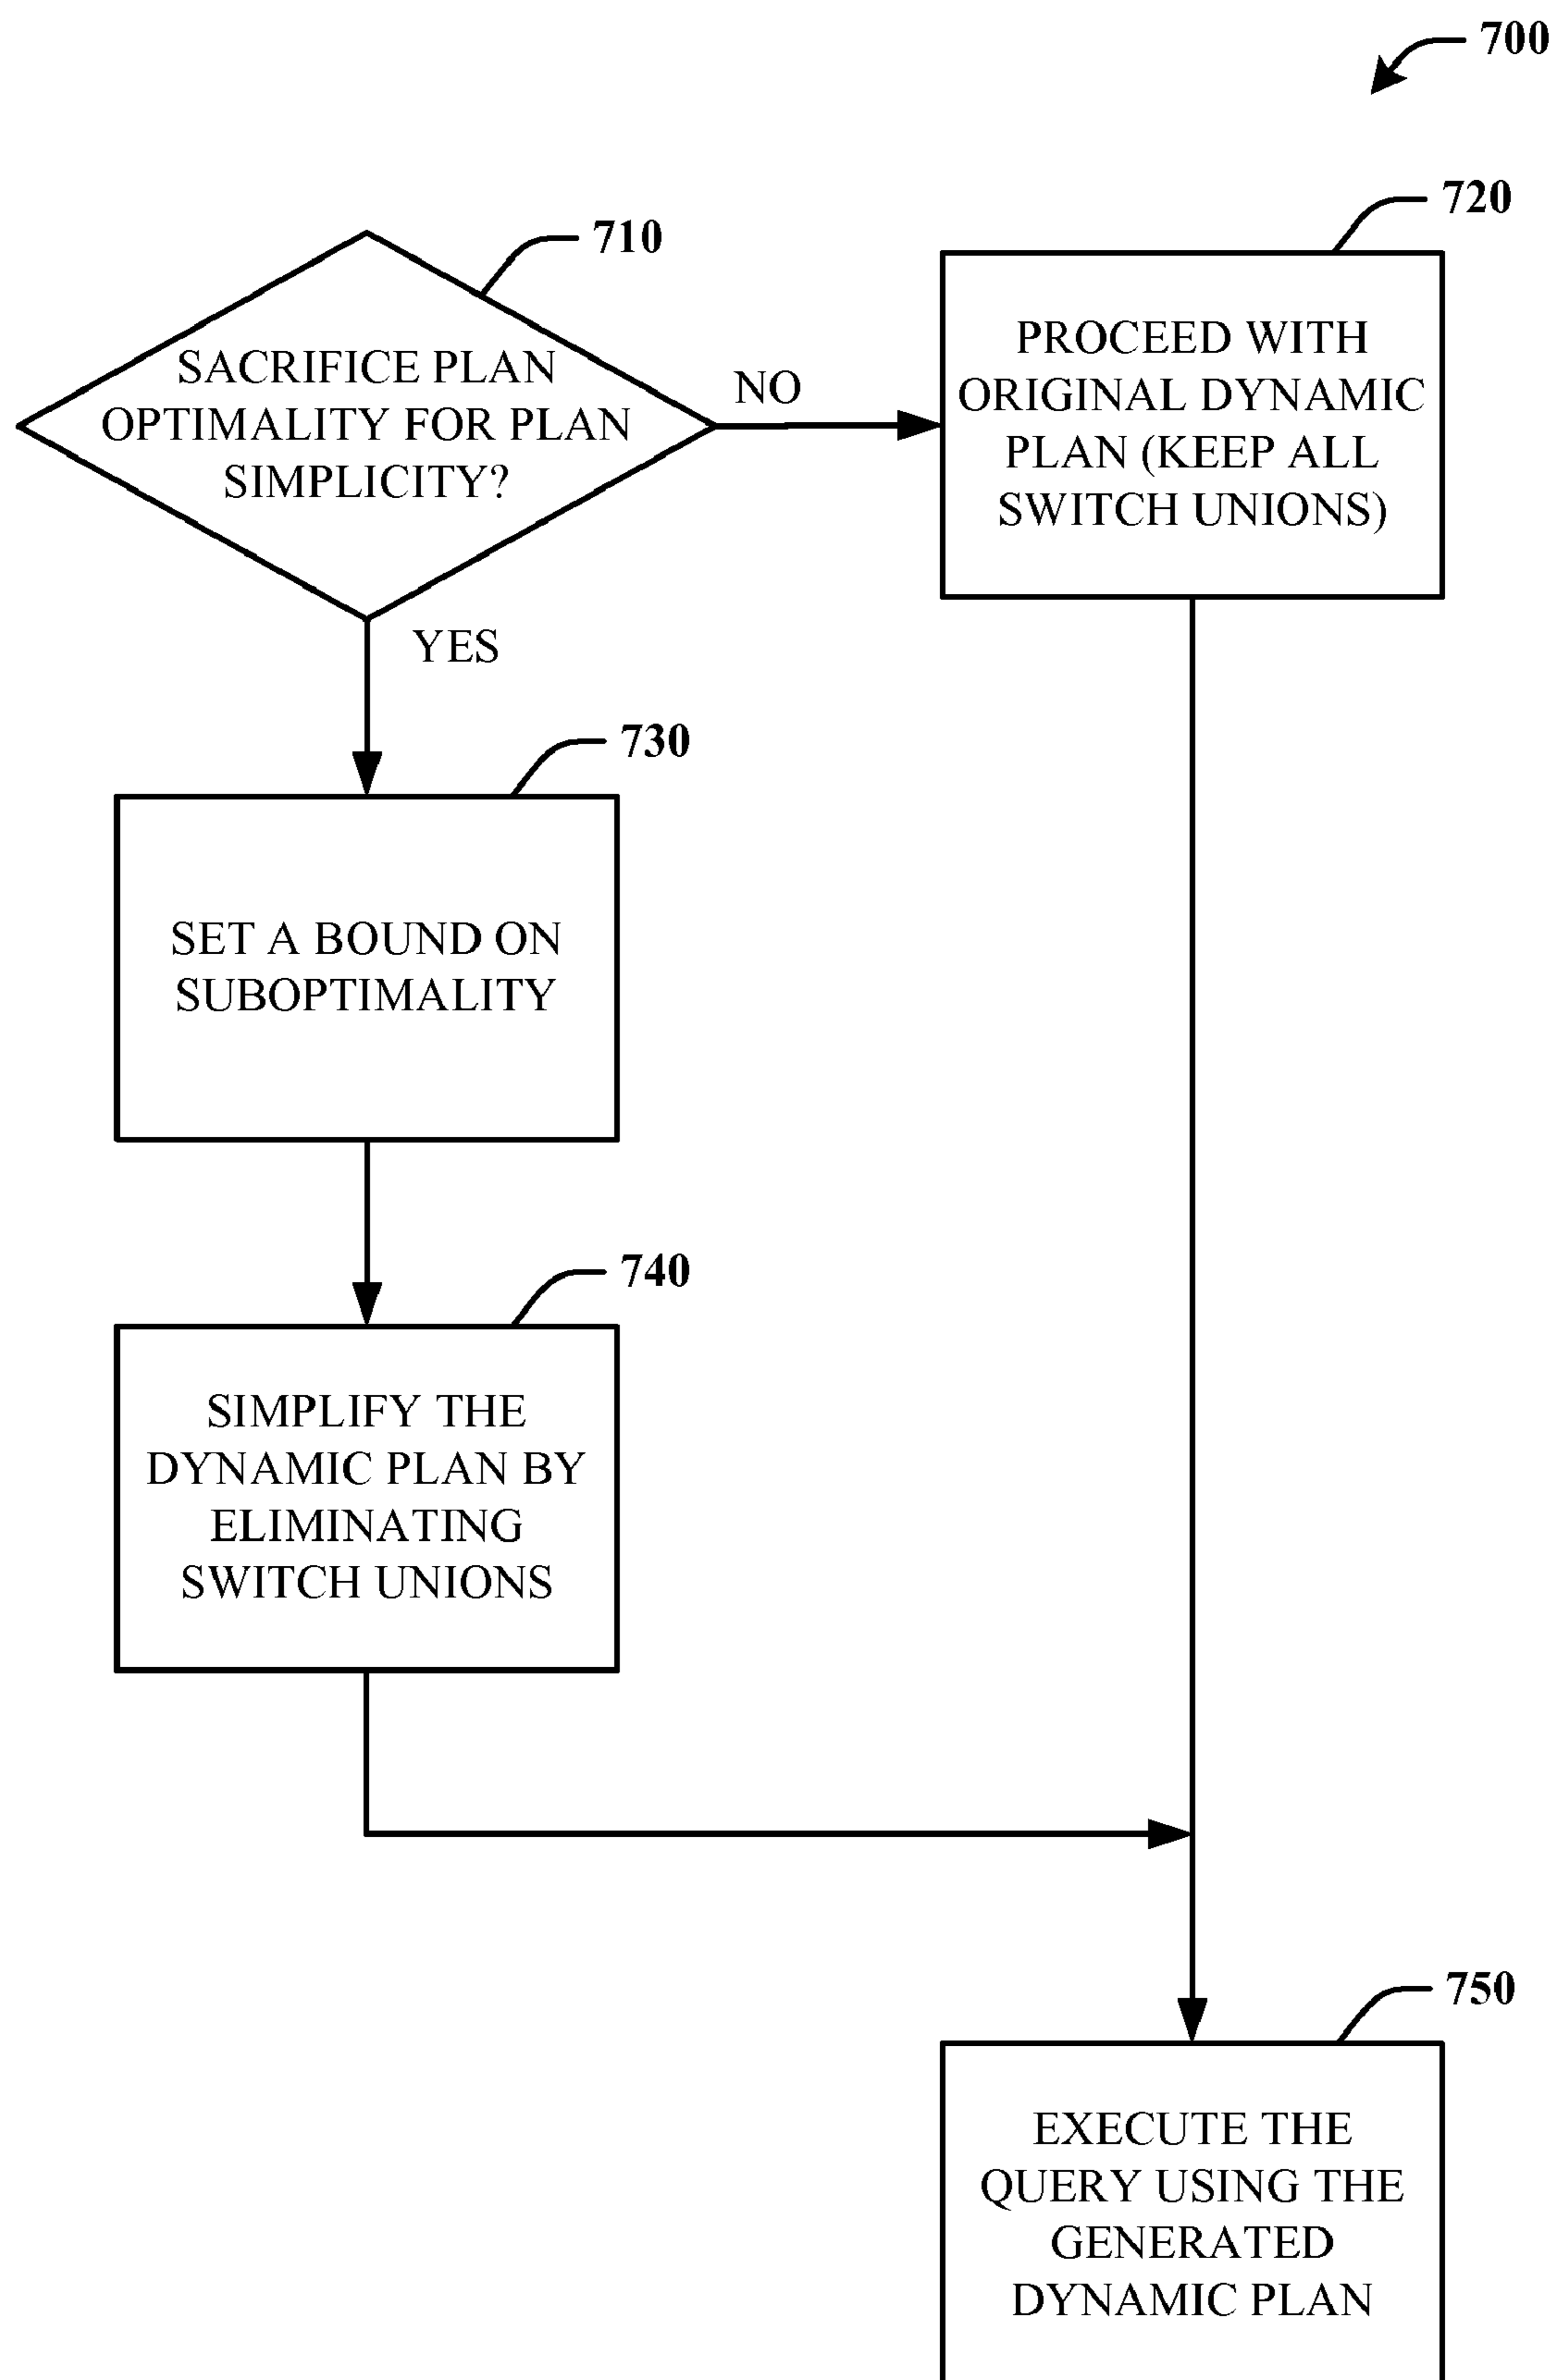 700
710
SACRIFICE PLAN
OPTIMALITY FOR PLAN
SIMPLICITY?
NO
720
PROCEED WITH
ORIGINAL DYNAMIC
PLAN (KEEP ALL
SWITCH UNIONS)
YES
730
SET A BOUND ON
SUBOPTIMALITY
740
SIMPLIFY THE
DYNAMIC PLAN BY
ELIMINATING
SWITCH UNIONS
750
EXECUTE THE
QUERY USING THE
GENERATED
DYNAMIC PLAN